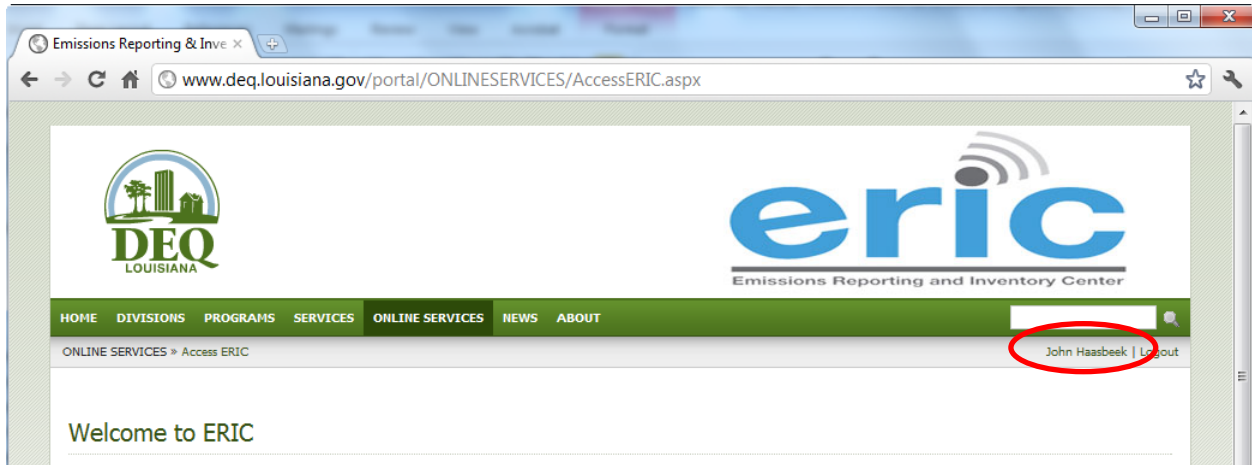 Emissions Reporting & Inve
www.deq.louisiana.gov/portal/ONLINESERVICES/AccessERIC.aspx
DEQ
LOUISIANA
eric
Emissions Reporting and Inventory Center
HOME DIVISIONS PROGRAMS SERVICES ONLINE SERVICES NEWS ABOUT
ONLINE SERVICES » Access ERIC
John Haasbeek | Logout
Welcome to ERIC